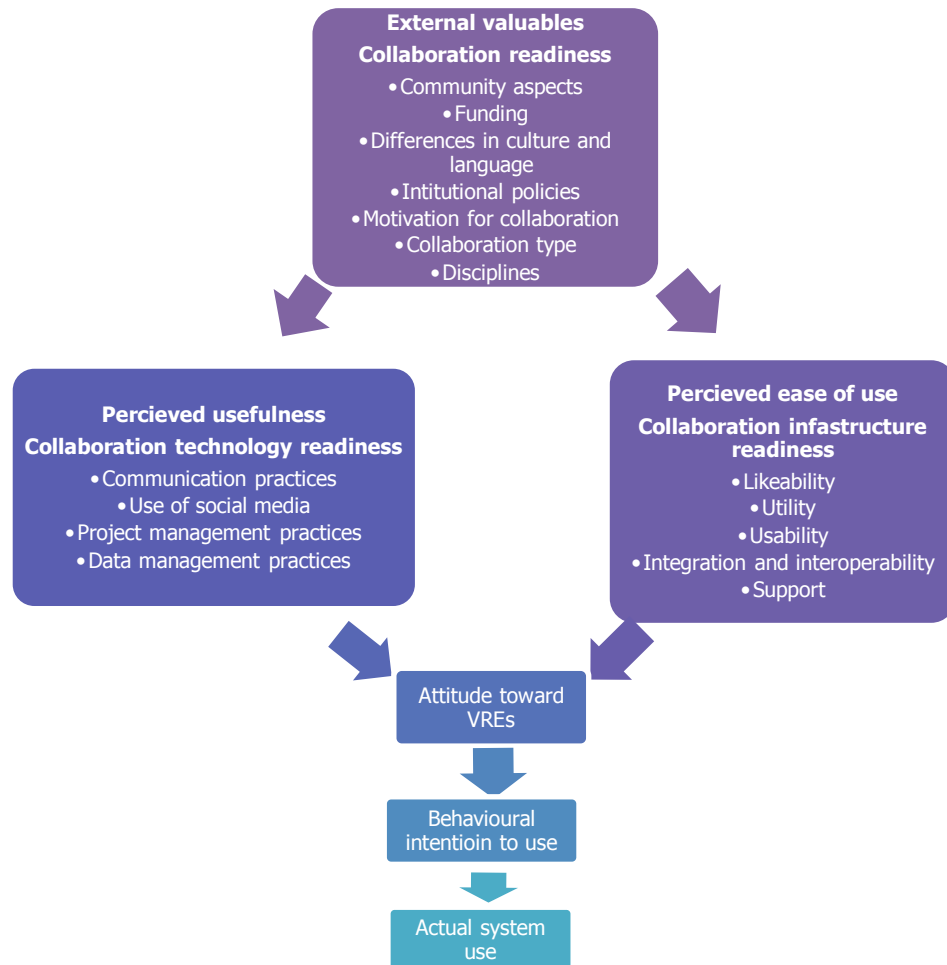 External valuables
Collaboration readiness
•Community aspects
•Funding
•Differences in culture and
language
•Intitutional policies
•Motivation for collaboration
•Collaboration type
•Disciplines
Percieved usefulness
Collaboration technology readiness
•Communication practices
•Use of social media
•Project management practices
•Data management practices
Percieved ease of use
Collaboration infastructure
readiness
•Likeability
•Utility
•Usability
•Integration and interoperability
•Support
Attitude toward
VREs
Behavioural
intentioin to use
Actual system
use